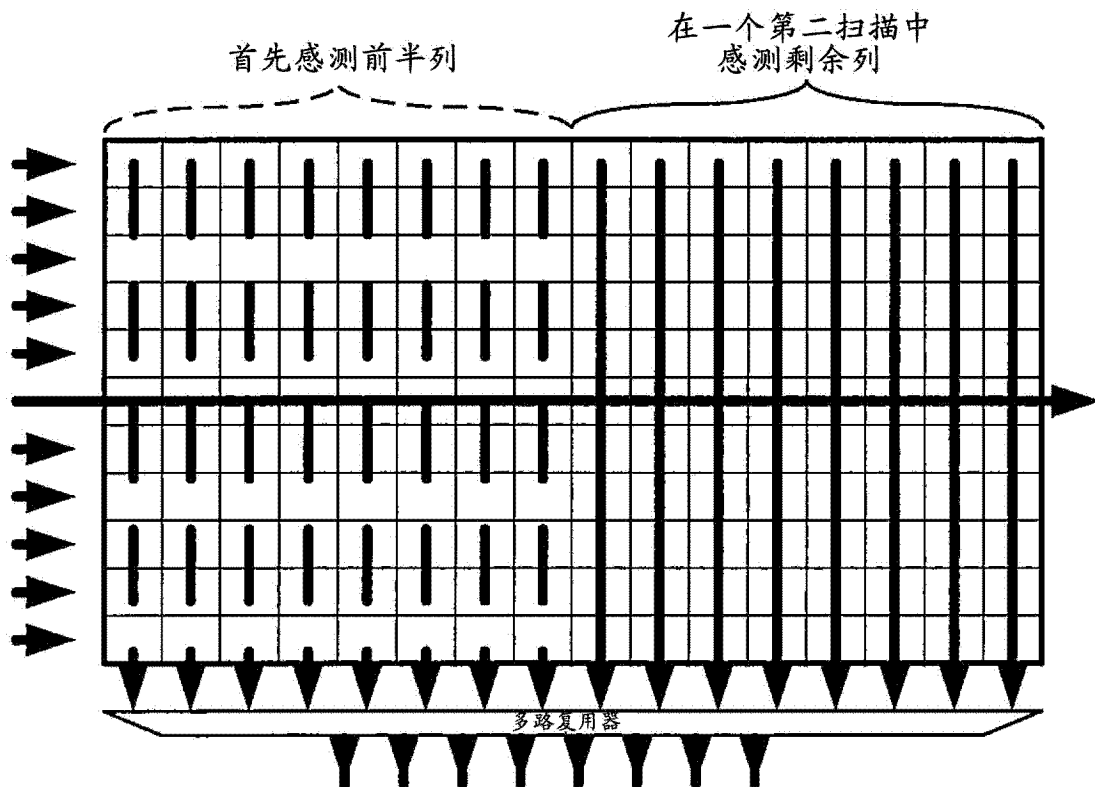 首先感测前半列
在一个第二扫描中
感测剩余列
多路复用器